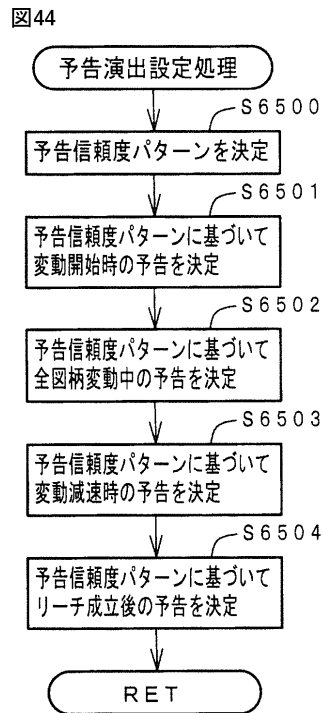 図44
予告演出設定処理
S6500
予告信頼度パターンを決定
S6501
予告信頼度パターンに基づいて
変動開始時の予告を決定
S6502
予告信頼度パターンに基づいて
全図柄変動中の予告を決定
S6503
予告信頼度パターンに基づいて
変動減速時の予告を決定
S6504
予告信頼度パターンに基づいて
リーチ成立後の予告を決定
RET